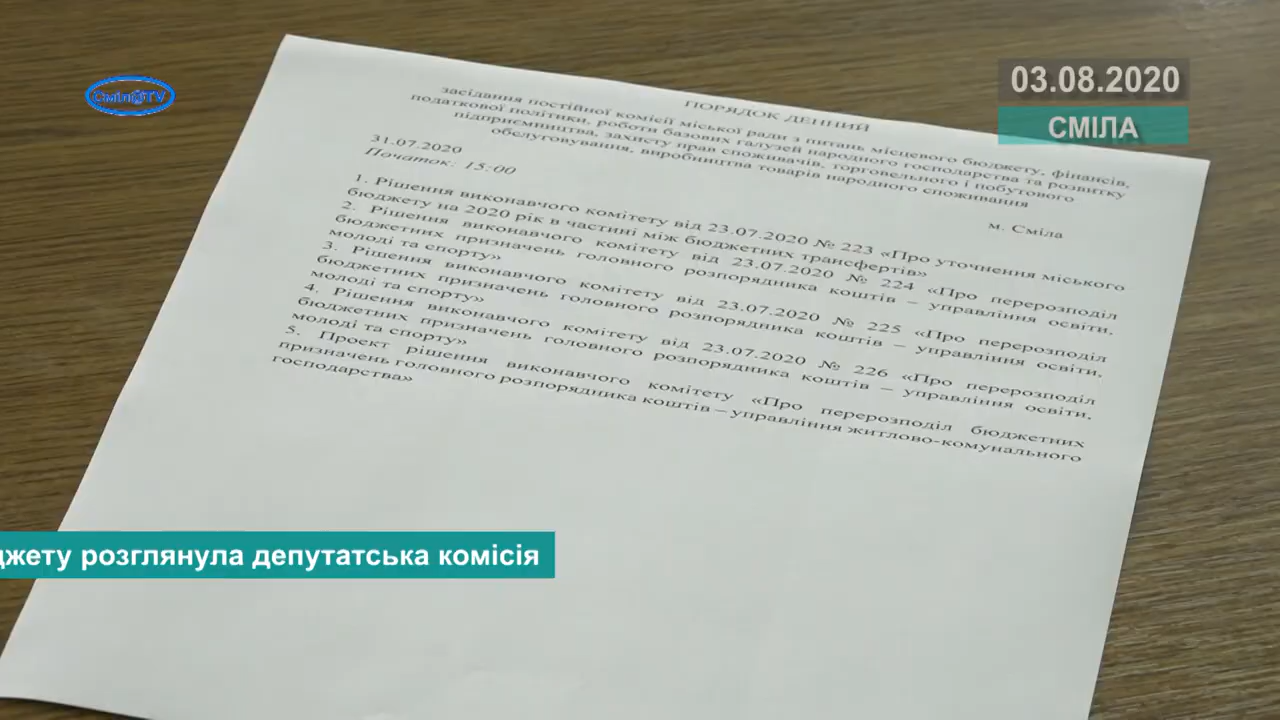 Сміла TV
03.08.2020
СМІЛА
ПОРЯДОК ДЕННИЙ
засідання постійної комісії міської ради з питань місцевого бюджету, фінансів,
податкової політики, роботи базових галузей народного господарства та розвитку
підприємництва, захисту прав споживачів, торговельного і побутового
обслуговування, виробництва товарів народного споживання
31.07.2020
м. Сміла
Початок: 15:00
1. Рішення виконавчого комітету від 23.07.2020 № 223 «Про уточнення міського
бюджету на 2020 рік в частині між бюджетних трансфертів»
2. Рішення виконавчого комітету від 23.07.2020 № 224 «Про перерозподіл
бюджетних призначень головного розпорядника коштів – управління освіти,
молоді та спорту»
3. Рішення виконавчого комітету від 23.07.2020 № 225 «Про перерозподіл
бюджетних призначень головного розпорядника коштів – управління освіти,
молоді та спорту»
4. Рішення виконавчого комітету від 23.07.2020 № 226 «Про перерозподіл
бюджетних призначень головного розпорядника коштів – управління освіти,
молоді та спорту»
5. Проект рішення виконавчого комітету «Про перерозподіл бюджетних
призначень головного розпорядника коштів – управління житлово-комунального
господарства»
джету розглянула депутатська комісія